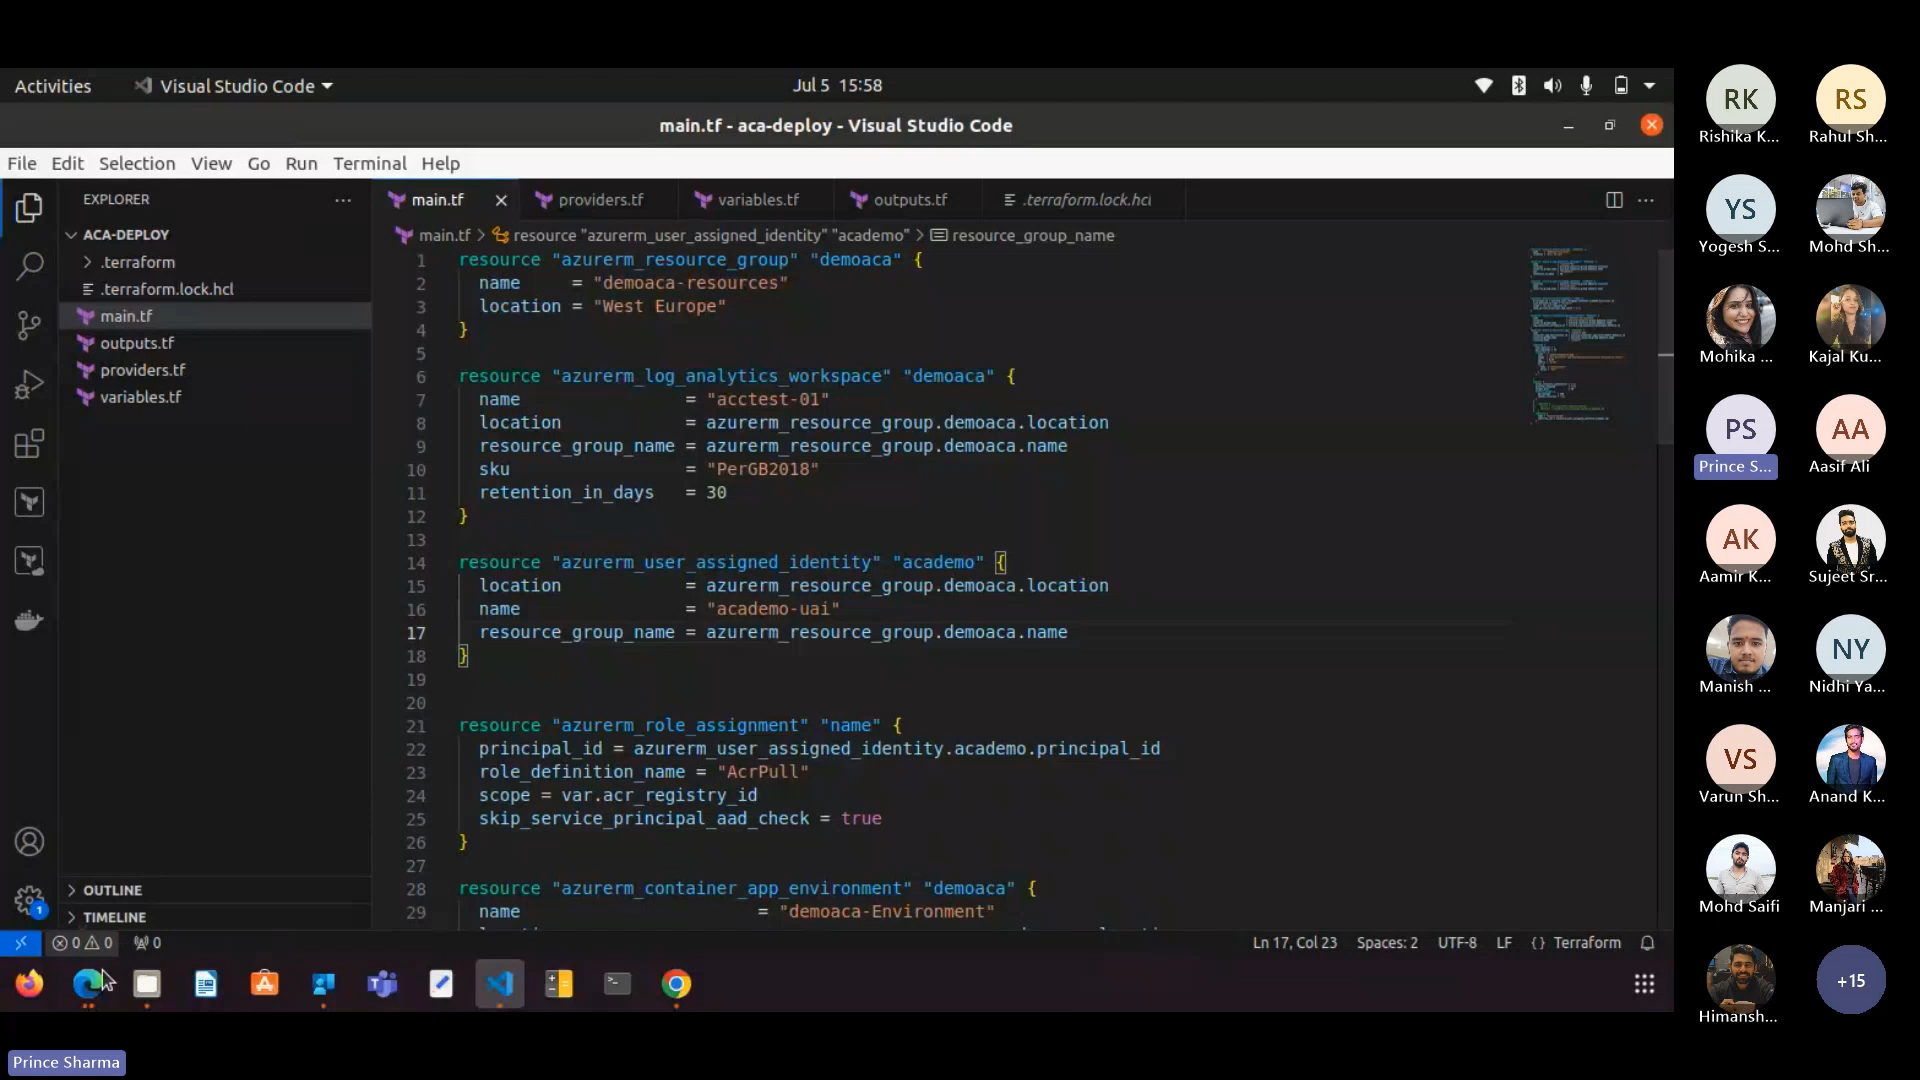 Activities
Visual Studio Code
Jul 5 15:58
main.tf - aca-deploy - Visual Studio Code
File Edit Selection View Go Run Terminal Help
EXPLORER
ACA-DEPLOY
.terraform
.terraform.lock.hcl
main.tf
outputs.tf
providers.tf
variables.tf
OUTLINE
TIMELINE
1
main.tf providers.tf variables.tf outputs.tf .terraform.lock.hcl
main.tf > resource "azurerm_user_assigned_identity" "academo" > resource_group_name
1 resource "azurerm_resource_group" "demoaca" {
2 name     = "demoaca-resources"
3 location = "West Europe"
4 }
5
6 resource "azurerm_log_analytics_workspace" "demoaca" {
7 name                = "acctest-01"
8 location            = azurerm_resource_group.demoaca.location
9 resource_group_name = azurerm_resource_group.demoaca.name
10 sku                 = "PerGB2018"
11 retention_in_days   = 30
12 }
13
14 resource "azurerm_user_assigned_identity" "academo" {
15 location            = azurerm_resource_group.demoaca.location
16 name                = "academo-uai"
17 resource_group_name = azurerm_resource_group.demoaca.name
18 }
19
20
21 resource "azurerm_role_assignment" "name" {
22 principal_id = azurerm_user_assigned_identity.academo.principal_id
23 role_definition_name = "AcrPull"
24 scope = var.acr_registry_id
25 skip_service_principal_aad_check = true
26 }
27
28 resource "azurerm_container_app_environment" "demoaca" {
29 name                       = "demoaca-Environment"
0 0 0
Ln 17, Col 23 Spaces: 2 UTF-8 LF {} Terraform
Prince Sharma
RK RS
Rishika K... Rahul Sh...
YS
Yogesh S... Mohd Sh...
Mohika ... Kajal Ku...
PS AA
Prince S... Aasif Ali
AK
Aamir K... Sujeet Sr...
NY
Manish ... Nidhi Ya...
VS
Varun Sh... Anand K...
Mohd Saifi Manjari ...
+15
Himansh...